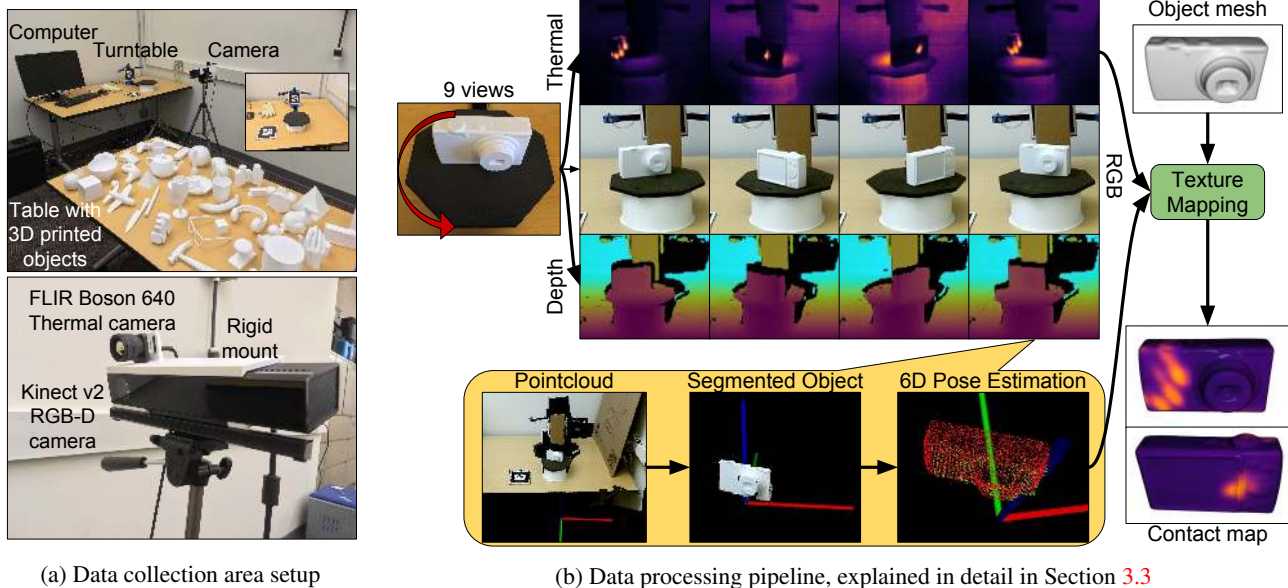 Computer
Turntable
Camera
Table with
3D printed
objects
FLIR Boson 640
Thermal camera
Rigid
mount
Kinect v2
RGB-D
camera
(a) Data collection area setup
9 views
Thermal
RGB
Depth
Object mesh
Texture
Mapping
Pointcloud
Segmented Object
6D Pose Estimation
Contact map
(b) Data processing pipeline, explained in detail in Section 3.3